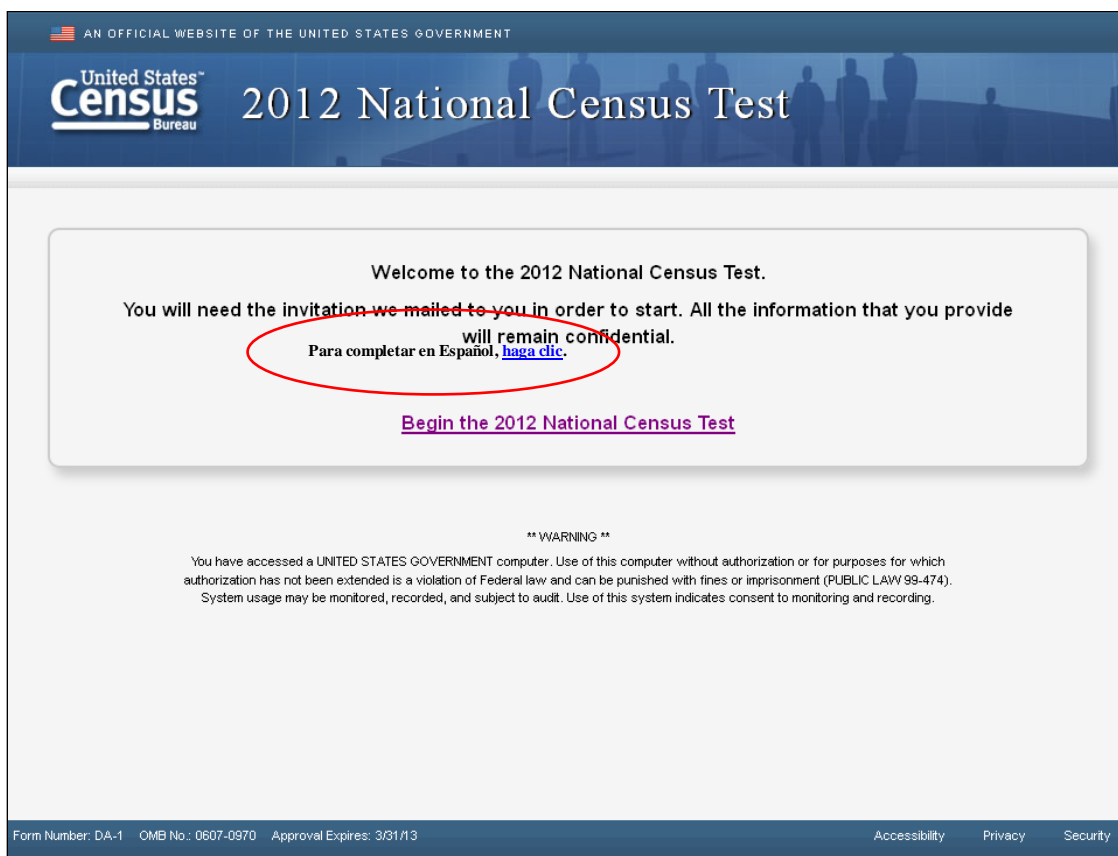 AN OFFICIAL WEBSITE OF THE UNITED STATES GOVERNMENT
United States™
Census
Bureau
2012 National Census Test
Welcome to the 2012 National Census Test.
You will need the invitation we mailed to you in order to start. All the information that you provide
will remain confidential.
Para completar en Español, haga clic.
Begin the 2012 National Census Test
** WARNING **
You have accessed a UNITED STATES GOVERNMENT computer. Use of this computer without authorization or for purposes for which
authorization has not been extended is a violation of Federal law and can be punished with fines or imprisonment (PUBLIC LAW 99-474).
System usage may be monitored, recorded, and subject to audit. Use of this system indicates consent to monitoring and recording.
Form Number: DA-1 OMB No.: 0607-0970 Approval Expires: 3/31/13 Accessibility Privacy Security